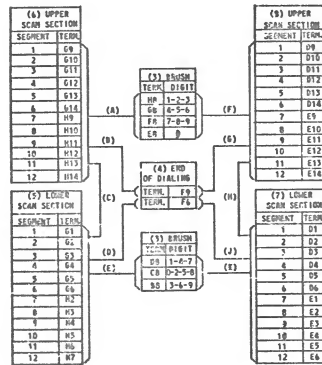 (6) UPPER
SCAN SECTION
SEGMENT TERM.
1 G9
2 G10
3 G11
4 G12
5 G13
6 G14
7 H9
8 H10
9 H11
10 H12
11 H13
12 H14
(5) LOWER
SCAN SECTION
SEGMENT TERM.
1 G1
2 G2
3 G3
4 G4
5 G5
6 G6
7 H2
8 H3
9 H4
10 H5
11 H6
12 H7
(A)
(B)
(C)
(D)
(E)
(3) BRUSH
TERM. DIGIT
HB 1-2-3
GB 4-5-6
FB 7-8-9
EB 0
(4) END
OF DIALING
TERM. F9
TERM. F6
BRUSH
TERM DIGIT
DB 1-4-7
CB 0-2-5-8
BB 3-6-9
(F)
(G)
(H)
(J)
(E)
UPPER
SCAN SECTION
SEGMENT TERM.
1 D9
2 D10
3 D11
4 D12
5 D13
6 D14
7 E9
8 E10
9 E11
10 E12
11 E13
12 E14
(7) LOWER
SCAN SECTION
SEGMENT TERM.
1 D1
2 D2
3 D3
4 D4
5 D5
6 D6
7 E1
8 E2
9 E3
10 E4
11 E5
12 E6